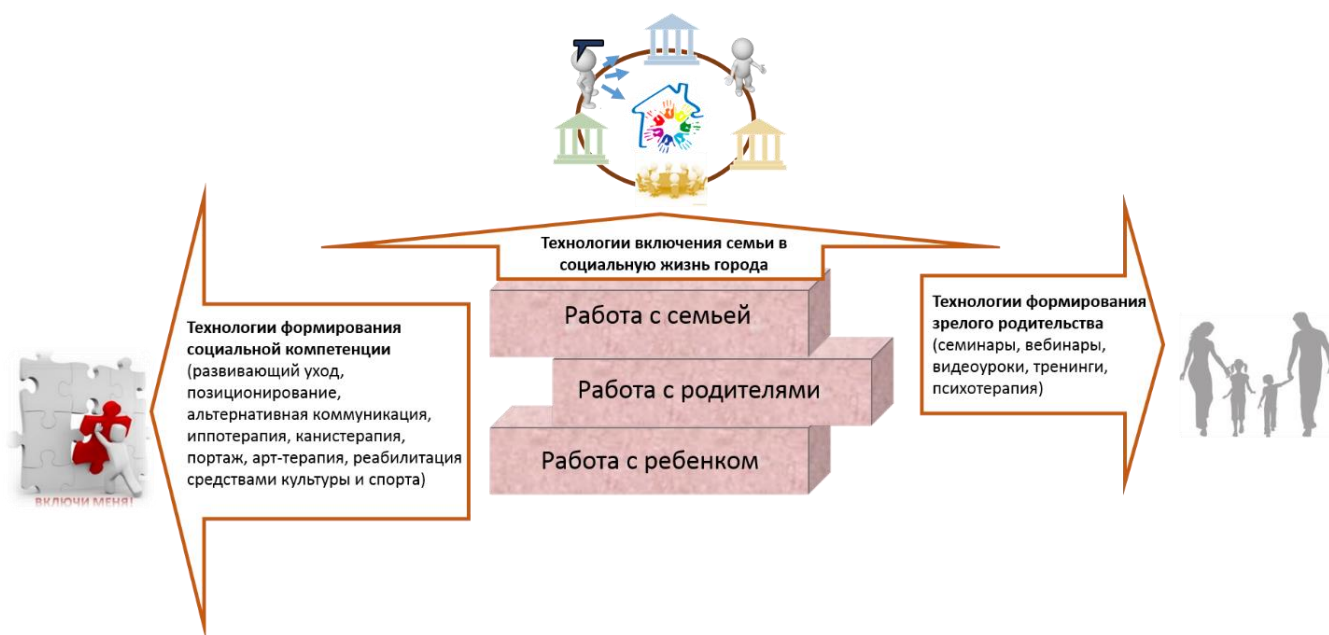 Технологии включения семьи в
социальную жизнь города
Технологии формирования
социальной компетенции
(развивающий уход,
позиционирование,
альтернативная коммуникация,
иппотерапия, канистерапия,
портаж, арт-терапия, реабилитация
средствами культуры и спорта)
ВКЛЮЧИ МЕНЯ!
Работа с семьей
Работа с родителями
Работа с ребенком
Технологии формирования
зрелого родительства
(семинары, вебинары,
видеоуроки, тренинги,
психотерапия)